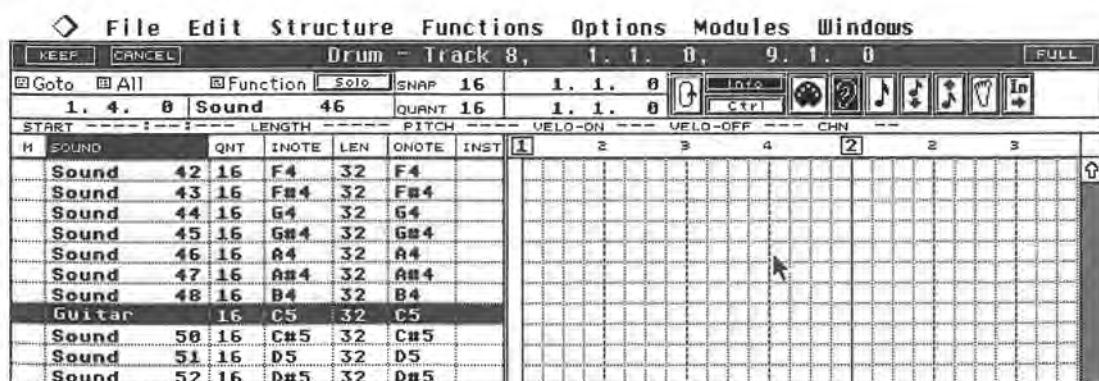 File Edit Structure Functions Options Modules Windows
KEEP CANCEL Drum - Track 8, 1. 1. 0, 9. 1. 0 FULL
Goto All Function Solo SNAP 16 1. 1. 0 Info In
1. 4. 0 Sound 46 QUANT 16 1. 1. 0 Ctrl
START ----:--:--- LENGTH ----- PITCH ---- VELO-ON --- VELO-OFF --- CHN --
M SOUND QNT INOTE LEN ONOTE INST 1 2 3 4 2 2 3
Sound 42 16 F4 32 F4
Sound 43 16 F#4 32 F#4
Sound 44 16 G4 32 G4
Sound 45 16 G#4 32 G#4
Sound 46 16 A4 32 A4
Sound 47 16 A#4 32 A#4
Sound 48 16 B4 32 B4
Guitar 16 C5 32 C5
Sound 50 16 C#5 32 C#5
Sound 51 16 D5 32 D5
Sound 52 16 D#5 32 D#5